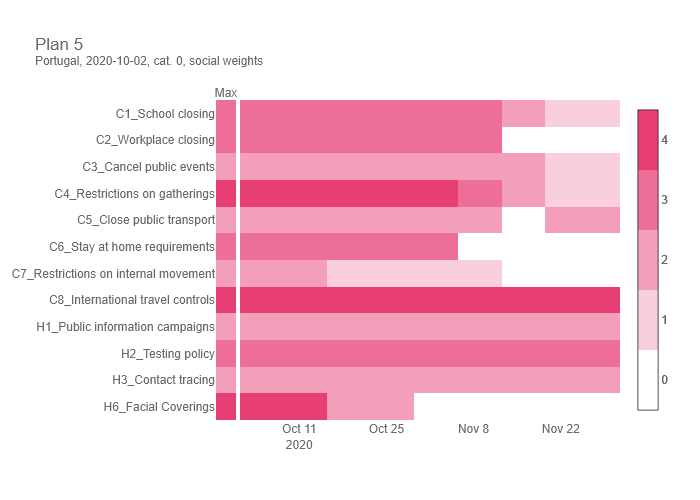 Plan 5
Portugal, 2020-10-02, cat. 0, social weights
Max
C1_School closing
C2_Workplace closing
C3_Cancel public events
C4_Restrictions on gatherings
C5_Close public transport
C6_Stay at home requirements
C7_Restrictions on internal movement
C8_International travel controls
H1_Public information campaigns
H2_Testing policy
H3_Contact tracing
H6_Facial Coverings
Oct 11 Oct 25 Nov 8 Nov 22
2020
4
3
2
1
0